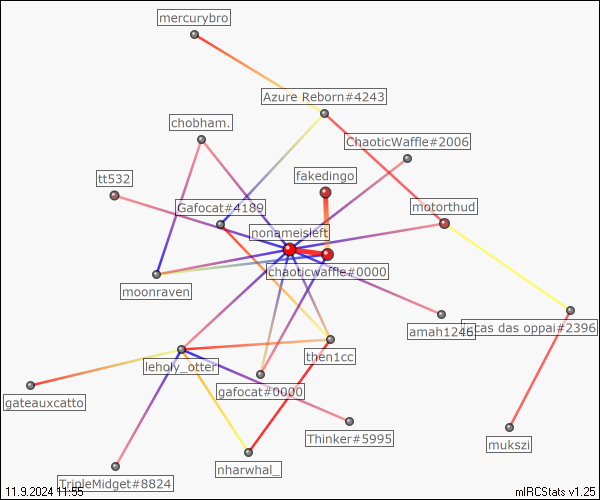 mercurybro
Azure Reborn#4243
chobham.
ChaoticWaffle#2006
fakedingo
tt532
Gafocat#4189
motorthud
nonameisleft
chaoticwaffle#0000
moonraven
amah1246
das oppai#2396
then1cc
leholy_otter
gafocat#0000
gateauxcatto
Thinker#5995
mukszi
nharwhal_
TripleMidget#8824
11.9.2024 11:55
mIRCStats v1.25